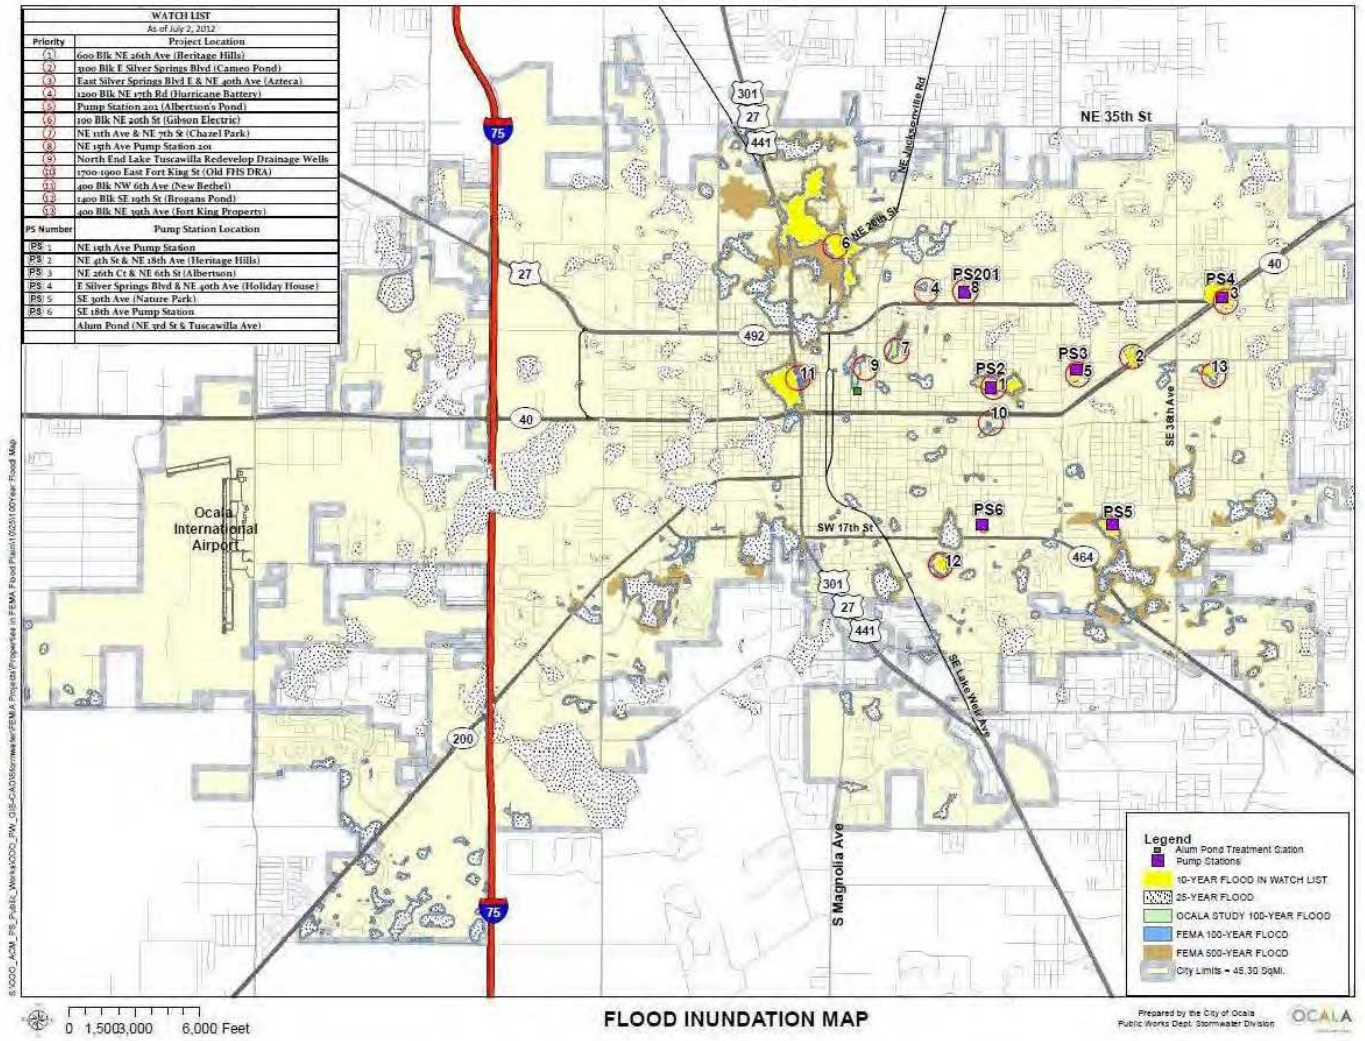 WATCH LIST
As of July 2, 2012
Priority Project Location
1 600 Blk NE 26th Ave (Heritage Hills)
2 3100 Blk E Silver Springs Blvd (Cameo Pond)
3 East Silver Springs Blvd E & NE 40th Ave (Azteca)
4 1200 Blk NE 17th Rd (Hurricane Battery)
5 Pump Station 202 (Albertson's Pond)
6 100 Blk NE 20th St (Gibson Electric)
7 NE 11th Ave & NE 7th St (Chazel Park)
8 NE 15th Ave Pump Station 201
9 North End Lake Tuscawilla Redevelop Drainage Wells
10 1700-1900 East Fort King St (Old FHS DRA)
11 400 Blk NW 6th Ave (New Bethel)
12 1400 Blk SE 19th St (Brogans Pond)
13 400 Blk NE 39th Ave (Fort King Property)
PS Number Pump Station Location
PS 1 NE 15th Ave Pump Station
PS 2 NE 4th St & NE 18th Ave (Heritage Hills)
PS 3 NE 26th Ct & NE 6th St (Albertson)
PS 4 E Silver Springs Blvd & NE 40th Ave (Holiday House)
PS 5 SE 30th Ave (Nature Park)
PS 6 SE 18th Ave Pump Station
Alum Pond (NE 3rd St & Tuscawilla Ave)
75
301
27
441
NE Jacksonville Rd
NE 35th St
NE 28th St
6
27
40
PS201
4
8
PS4
3
492
7
9
11
PS3
5
2
13
PS2
1
10
40
SE 36th Ave
Ocala
International
Airport
PS6
PS5
SW 17th St
464
12
301
27
441
SE Lake Weir Ave
200
S Magnolia Ave
75
Legend
Alum Pond Treatment Station
Pump Stations
10-YEAR FLOOD IN WATCH LIST
25-YEAR FLOOD
OCALA STUDY 100-YEAR FLOOD
FEMA 100-YEAR FLOOD
FEMA 500-YEAR FLOOD
City Limits = 45.30 SqMi.
0 1,500 3,000 6,000 Feet
FLOOD INUNDATION MAP
Prepared by the City of Ocala
Public Works Dept. Stormwater Division
OCALA